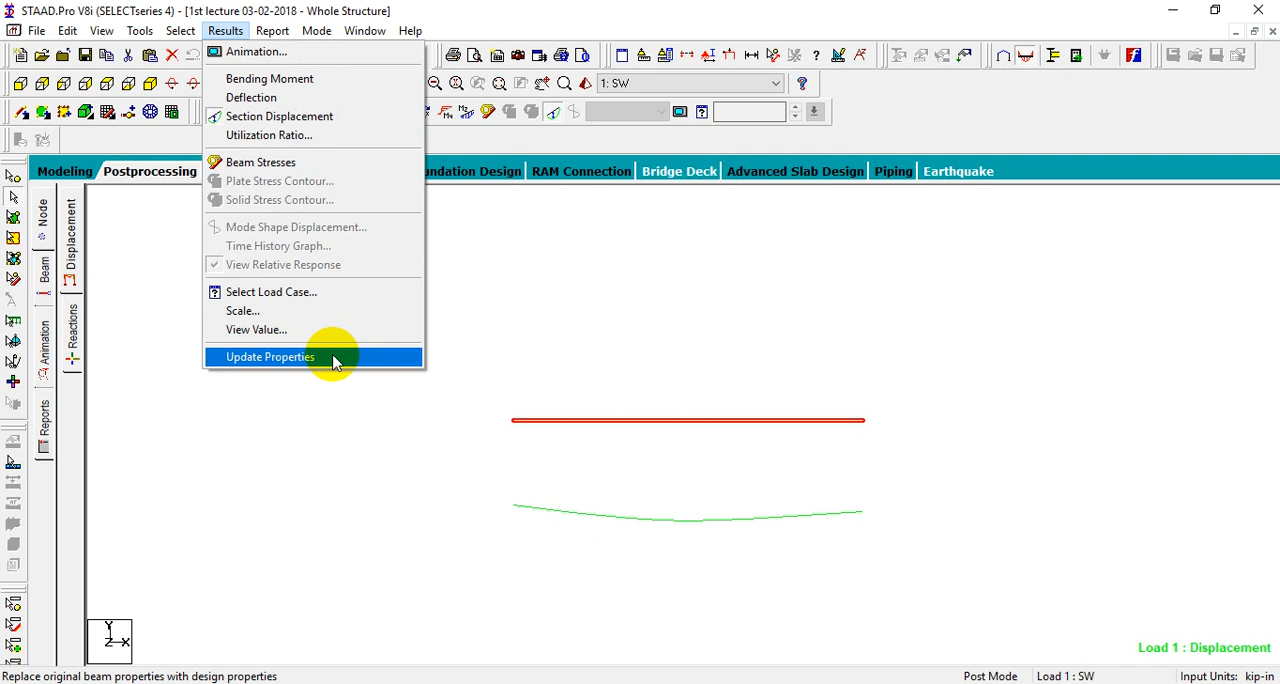 STAAD.Pro V8i (SELECTseries 4) - [1st lecture 03-02-2018 - Whole Structure]
File Edit View Tools Select Results Report Mode Window Help
Animation...
Bending Moment
Deflection
Section Displacement
Utilization Ratio...
Beam Stresses
Plate Stress Contour...
Solid Stress Contour...
Mode Shape Displacement...
Time History Graph...
View Relative Response
Select Load Case...
Scale...
View Value...
Update Properties
1: SW
Modeling Postprocessing undation Design RAM Connection Bridge Deck Advanced Slab Design Piping Earthquake
Node
Beam
Animation
Reports
Displacement
Reactions
Y
Z X
Load 1 : Displacement
Replace original beam properties with design properties Post Mode Load 1 : SW Input Units: kip-in